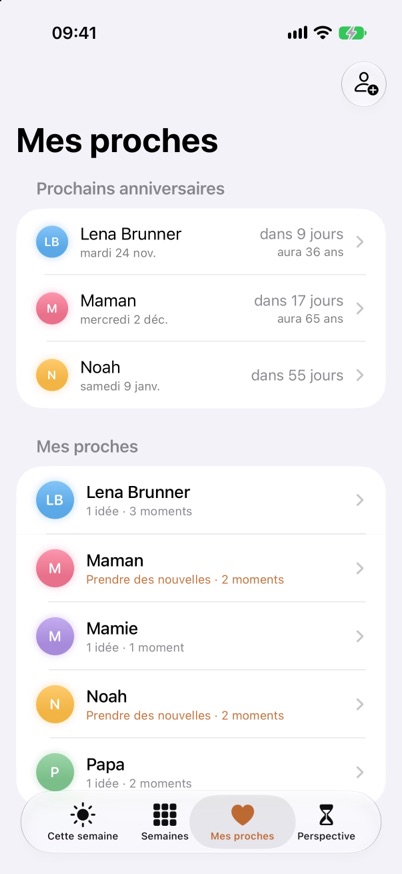 09:41
Mes proches
Prochains anniversaires
LB
Lena Brunner
dans 9 jours
mardi 24 nov.
aura 36 ans
M
Maman
dans 17 jours
mercredi 2 déc.
aura 65 ans
N
Noah
dans 55 jours
samedi 9 janv.
Mes proches
LB
Lena Brunner
1 idée · 3 moments
M
Maman
Prendre des nouvelles · 2 moments
M
Mamie
1 idée · 1 moment
N
Noah
Prendre des nouvelles · 2 moments
P
Papa
1 idée · 2 moments
Cette semaine
Semaines
Mes proches
Perspective